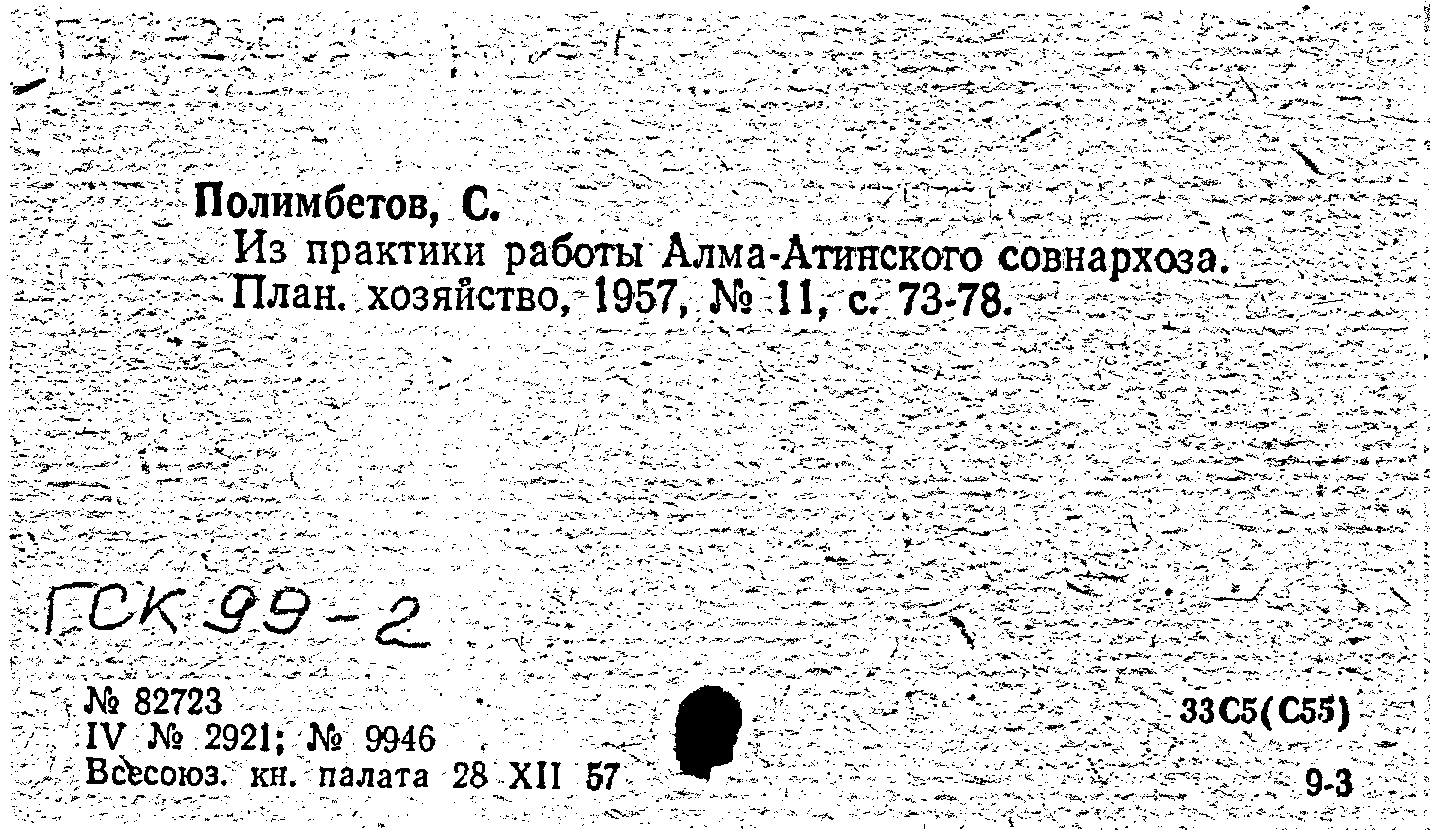 Полимбетов, С.
Из практики работы Алма-Атинского совнархоза.
План. хозяйство, 1957, № 11, с. 73-78.
ГСК 99-2
№ 82723
IV № 2921; № 9946
Всесоюз. кн. палата 28 XII 57
33С5(С55)
9-3